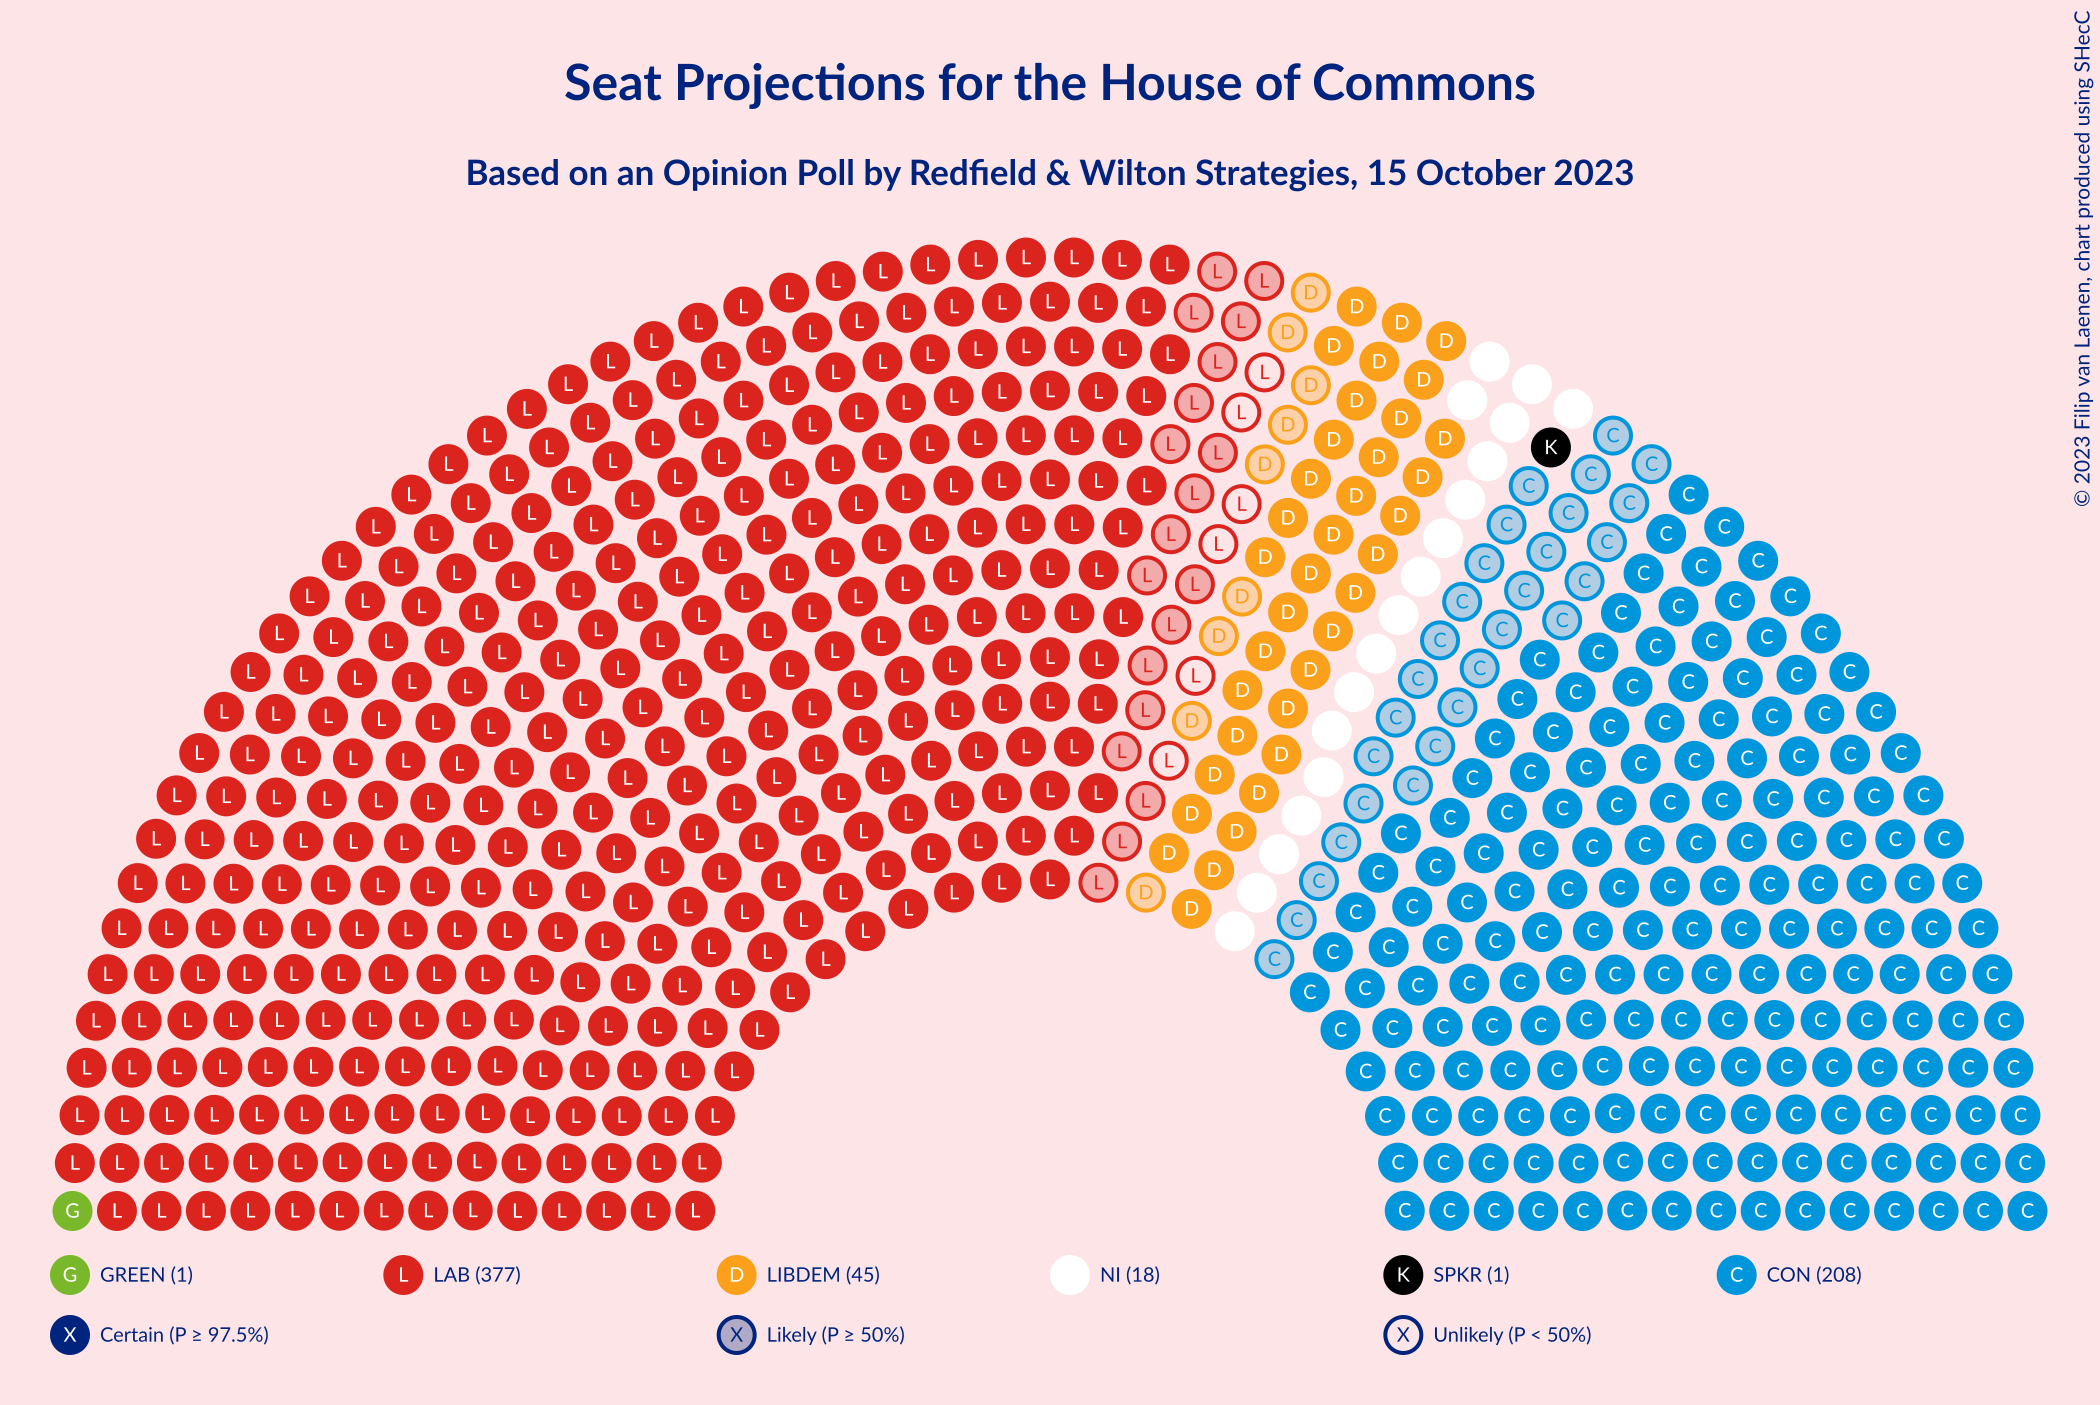 Seat Projections for the House of Commons
Based on an Opinion Poll by Redfield & Wilton Strategies, 15 October 2023
© 2023 Filip van Laenen, chart produced using SHecC
G GREEN (1)
L LAB (377)
D LIBDEM (45)
NI (18)
K SPKR (1)
C CON (208)
X Certain (P ≥ 97.5%)
X Likely (P ≥ 50%)
X Unlikely (P < 50%)